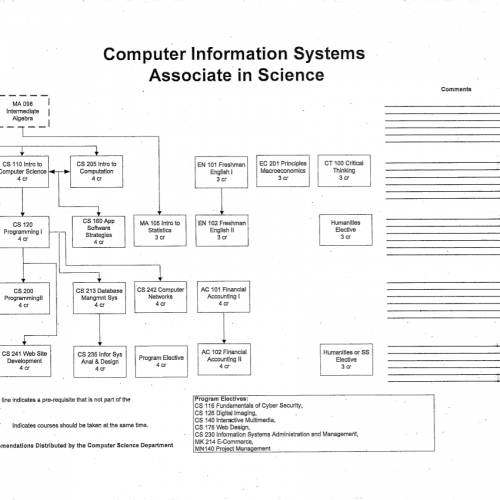 Computer Information Systems
Associate in Science
Comments
MA 098
Intermediate
Algebra
CS 110 Intro to
Computer Science
4 cr
CS 205 Intro to
Computation
4 cr
EN 101 Freshman
English I
3 cr
EC 201 Principles
Macroeconomics
3 cr
CT 100 Critical
Thinking
3 cr
CS 120
Programming I
4 cr
CS 160 App
Software
Strategies
4 cr
MA 105 Intro to
Statistics
3 cr
EN 102 Freshman
English II
3 cr
Humanities
Elective
3 cr
CS 200
ProgrammingII
4 cr
CS 213 Database
Mangmnt Sys
4 cr
CS 242 Computer
Networks
4 cr
AC 101 Financial
Accounting I
4 cr
CS 241 Web Site
Development
4 cr
CS 235 Infor Sys
Anal & Design
4 cr
Program Elective
4 cr
AC 102 Financial
Accounting II
4 cr
Humanities or SS
Elective
3 cr
line indicates a pre-requisite that is not part of the
indicates courses should be taken at the same time.
mendations Distributed by the Computer Science Department
Program Electives:
CS 116 Fundamentals of Cyber Security,
CS 126 Digital Imaging,
CS 140 Interactive Multimedia,
CS 176 Web Design,
CS 230 Information Systems Administration and Management,
MK 214 E-Commerce,
MN140 Project Management